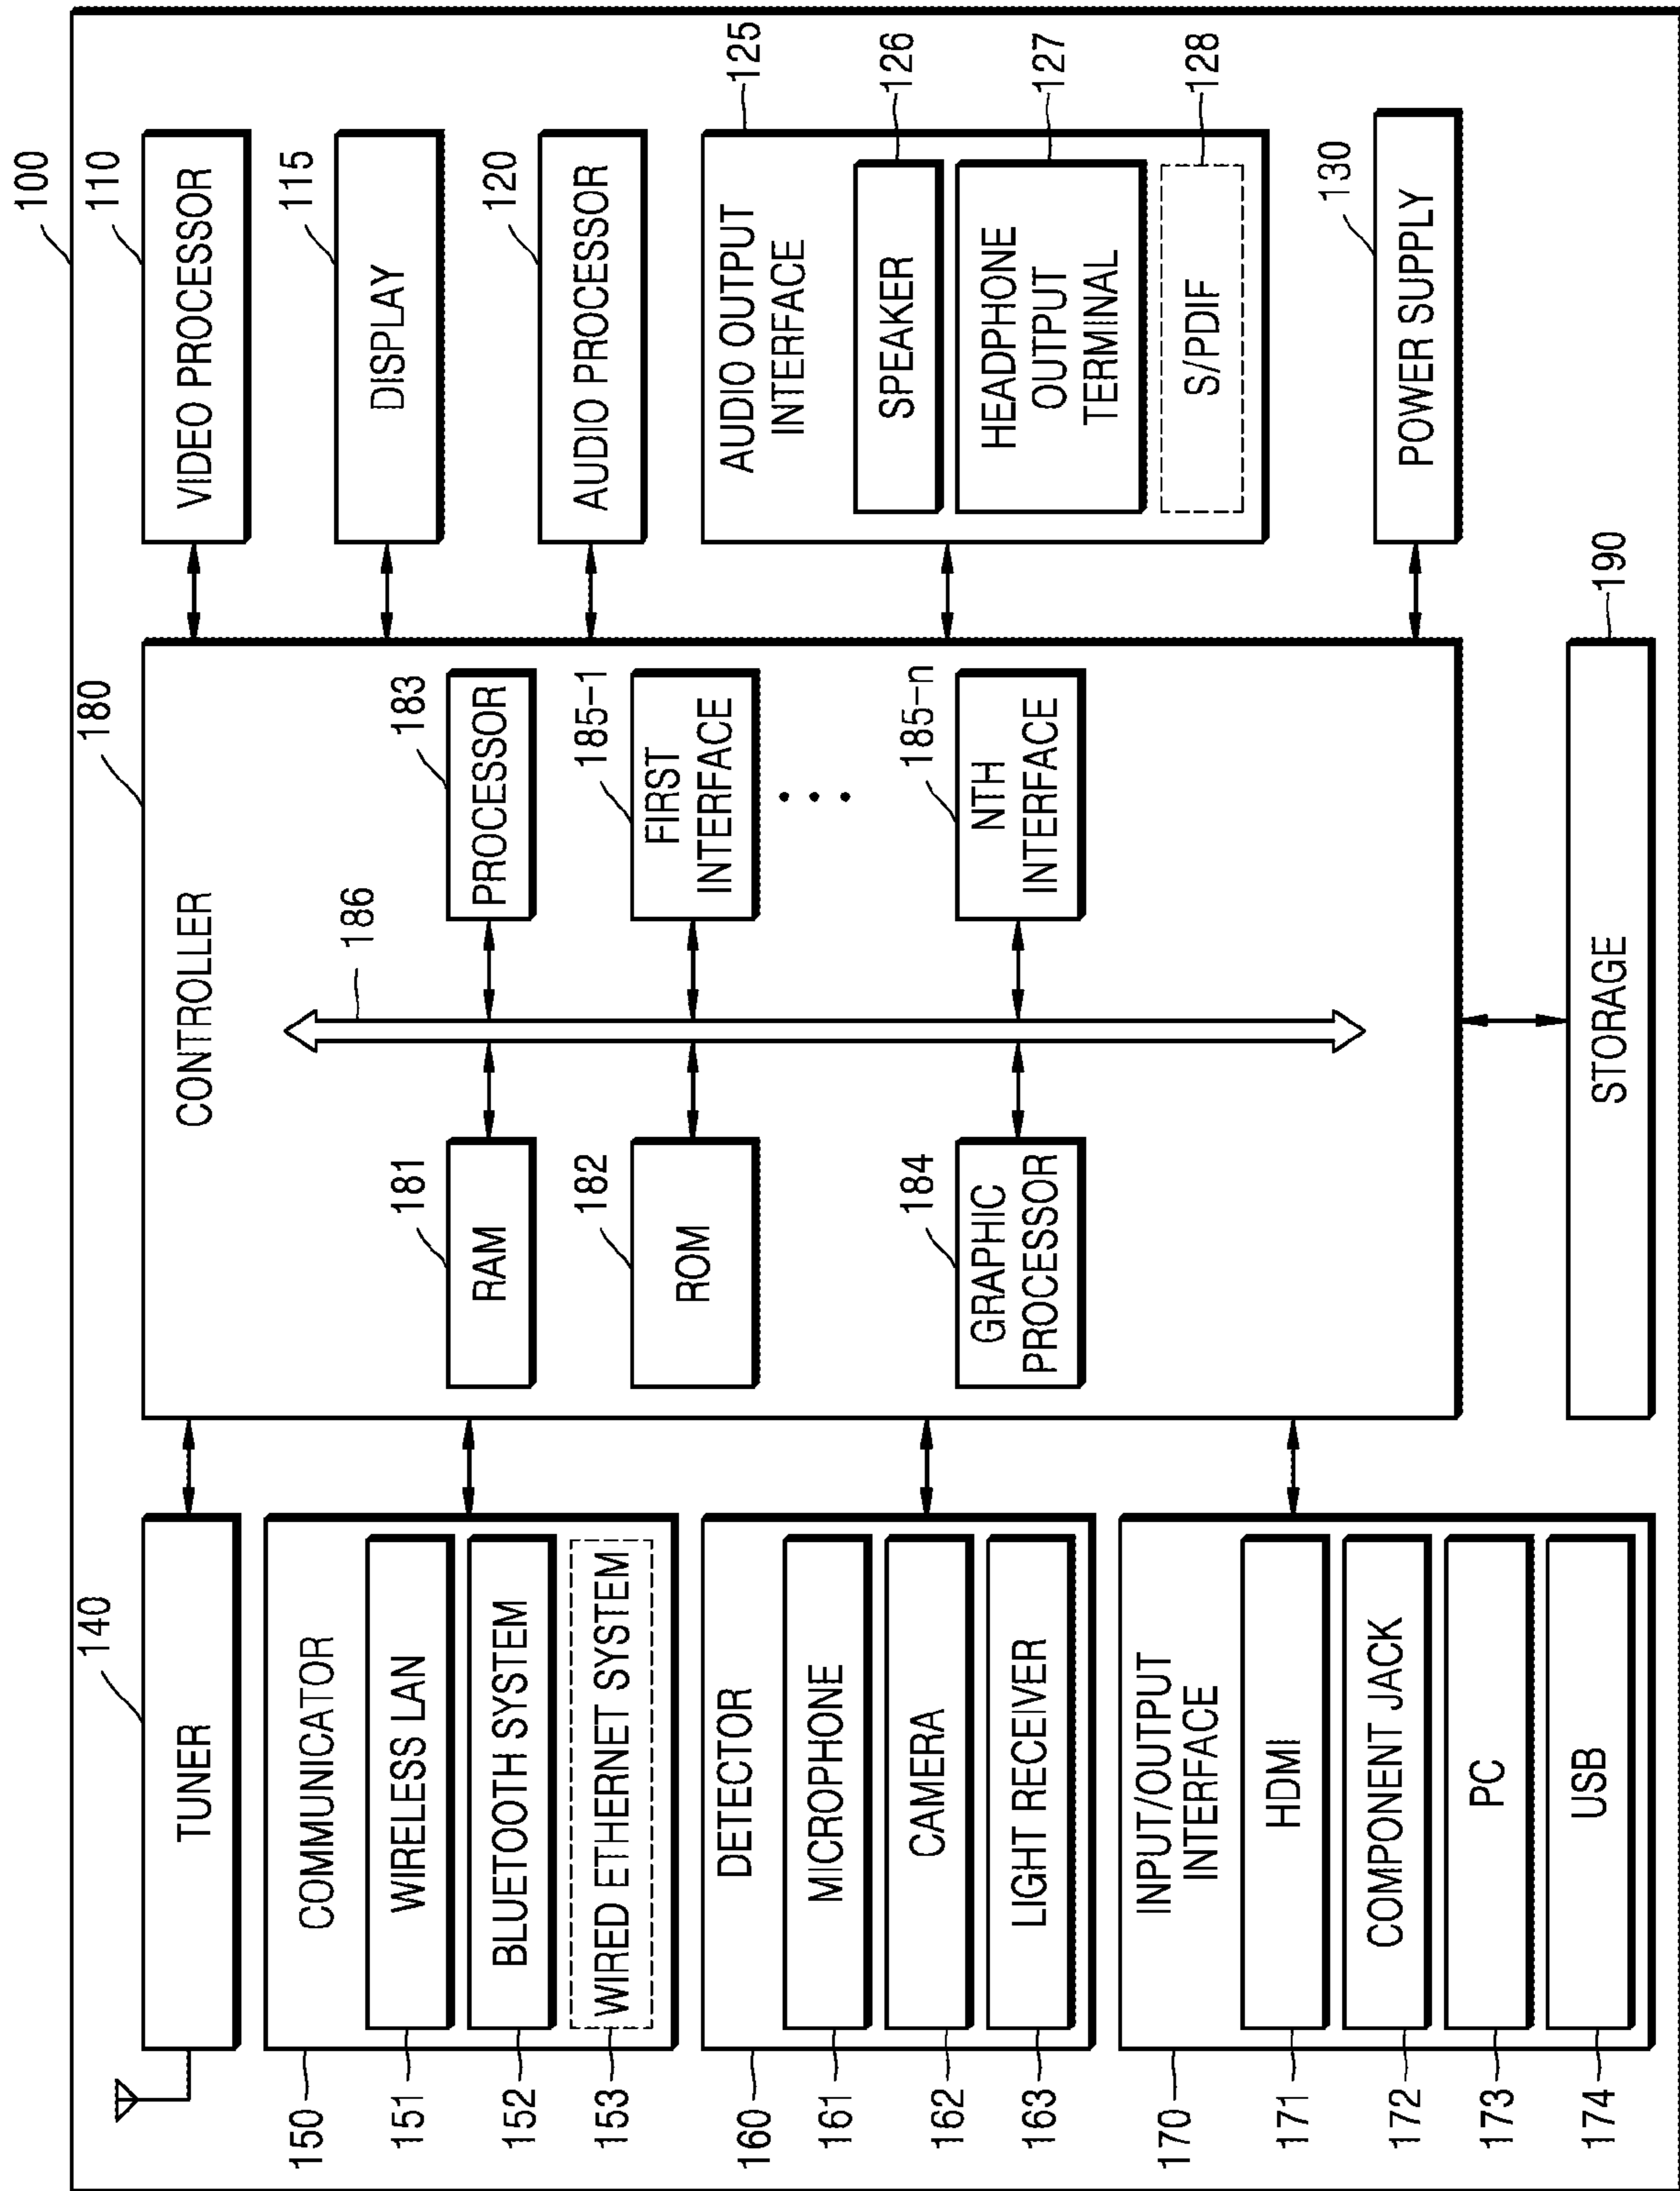 100
140
TUNER
150
COMMUNICATOR
151
WIRELESS LAN
152
BLUETOOTH SYSTEM
153
WIRED ETHERNET SYSTEM
160
DETECTOR
161
MICROPHONE
162
CAMERA
163
LIGHT RECEIVER
170
INPUT/OUTPUT
INTERFACE
171
HDMI
172
COMPONENT JACK
173
PC
174
USB
180
CONTROLLER
186
181
RAM
182
ROM
184
GRAPHIC
PROCESSOR
183
PROCESSOR
185-1
FIRST
INTERFACE
185-n
NTH
INTERFACE
190
STORAGE
110
VIDEO PROCESSOR
115
DISPLAY
120
AUDIO PROCESSOR
125
AUDIO OUTPUT
INTERFACE
126
SPEAKER
127
HEADPHONE
OUTPUT
TERMINAL
128
S/PDIF
130
POWER SUPPLY